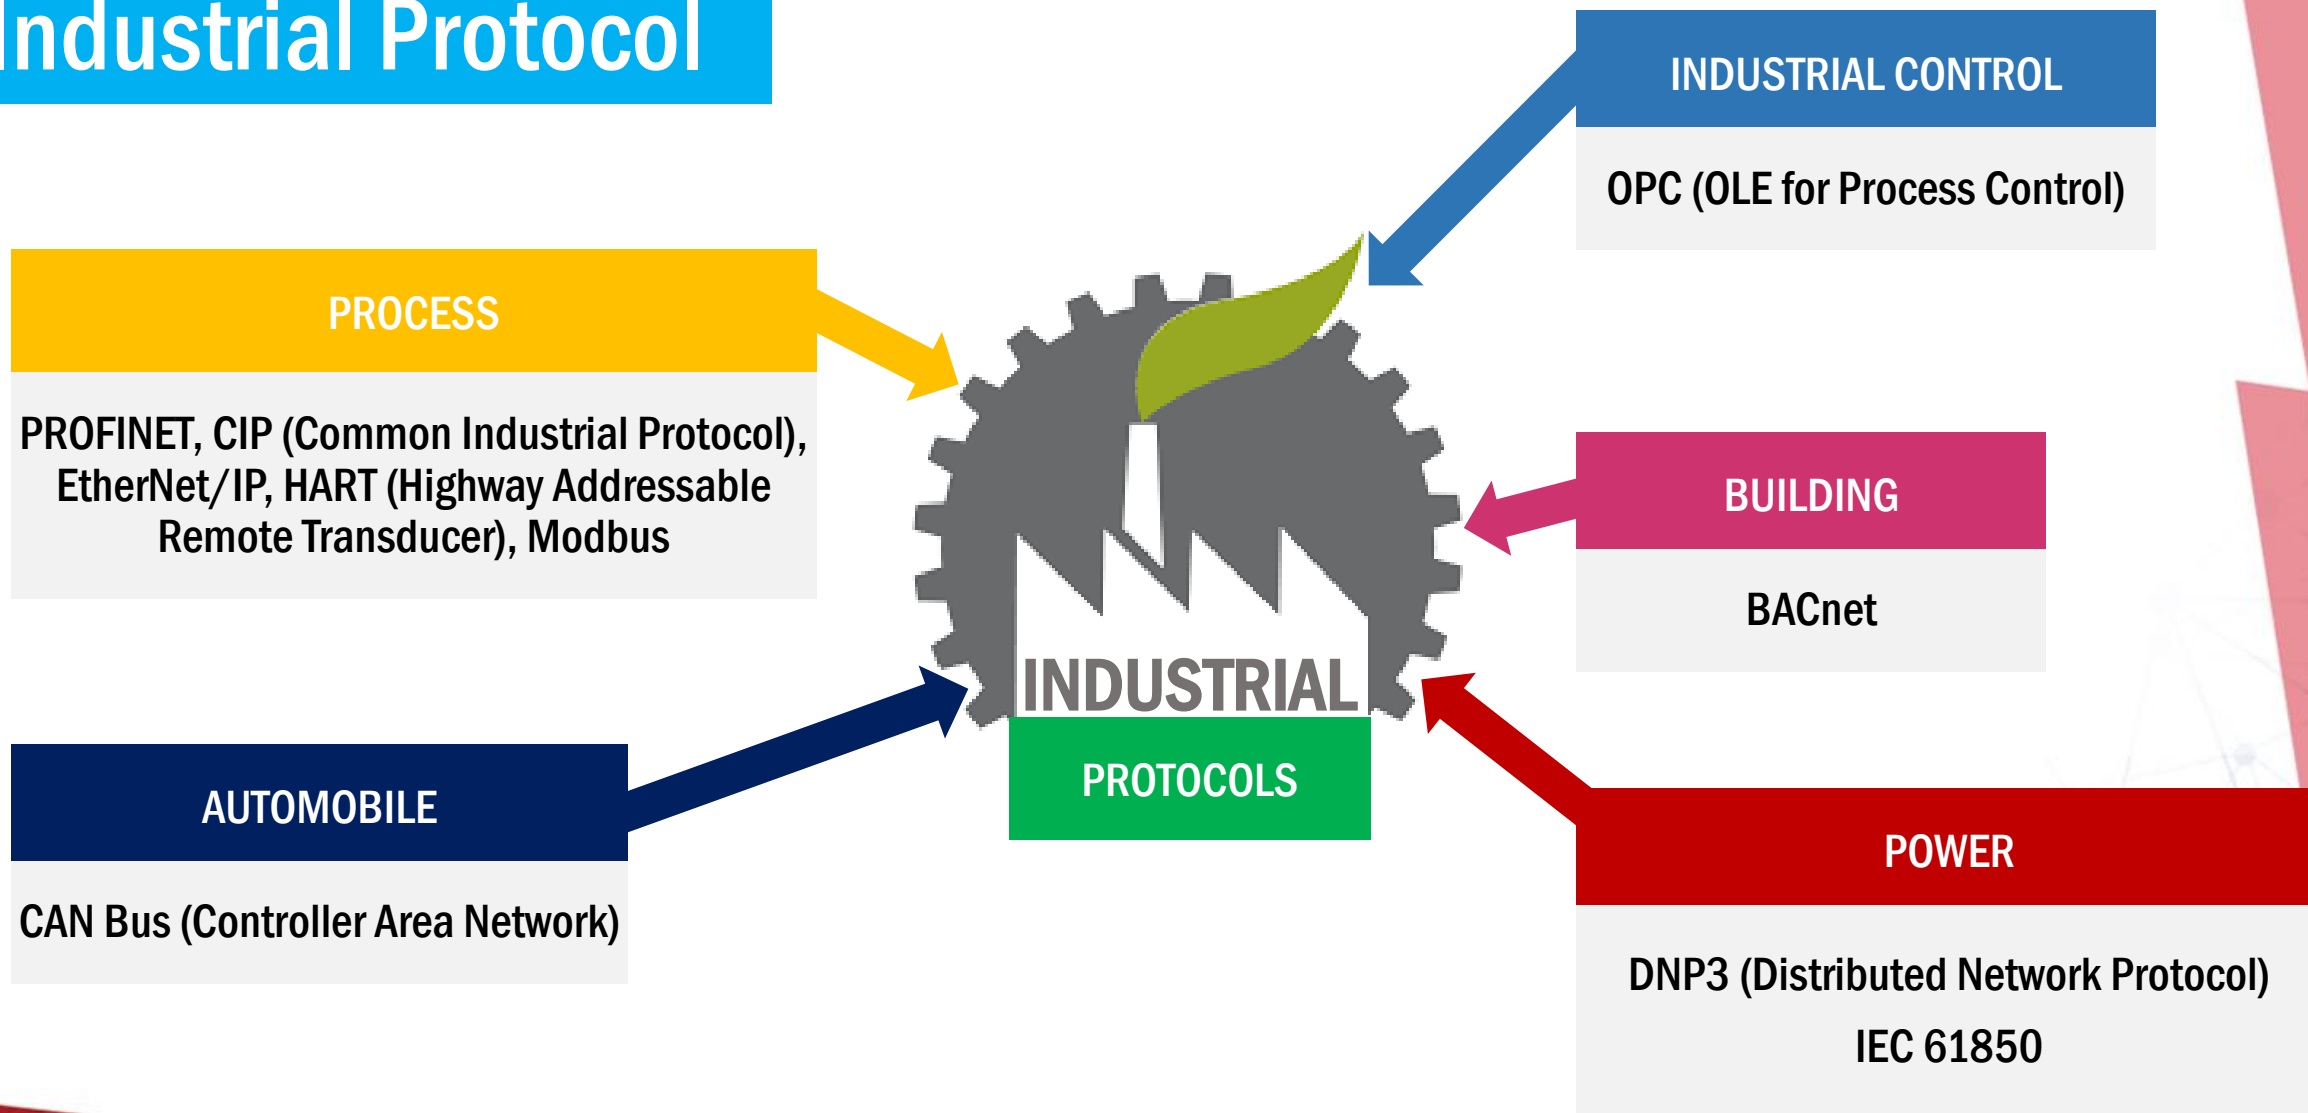 ndustrial Protocol
INDUSTRIAL CONTROL
OPC (OLE for Process Control)
PROCESS
PROFINET, CIP (Common Industrial Protocol),
EtherNet/IP, HART (Highway Addressable
Remote Transducer), Modbus
BUILDING
BACnet
INDUSTRIAL
PROTOCOLS
AUTOMOBILE
CAN Bus (Controller Area Network)
POWER
DNP3 (Distributed Network Protocol)
IEC 61850